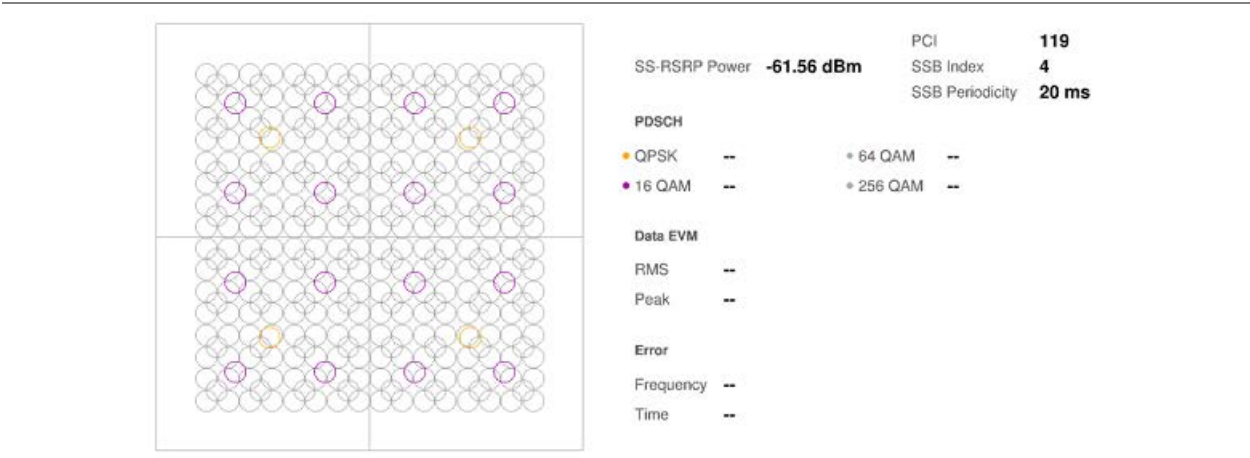 SS-RSRP Power -61.56 dBm
PCI 119
SSB Index 4
SSB Periodicity 20 ms
PDSCH
QPSK -- 64 QAM --
16 QAM -- 256 QAM --
Data EVM
RMS --
Peak --
Error
Frequency --
Time --